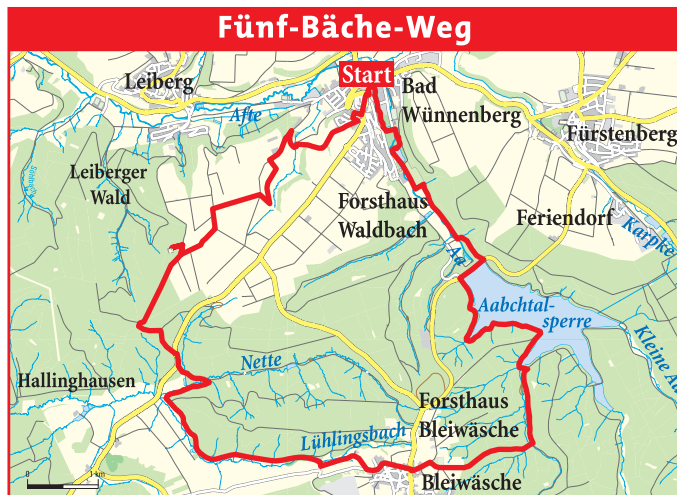 Fünf-Bäche-Weg
Start
Leiberg
Bad
Wünnenberg
Afte
Fürstenberg
Leiberger
Wald
Forsthaus
Waldbach
Feriendorf
Karpke
Aa
Aabchtal-
sperre
Kleine
Nette
Hallinghausen
Forsthaus
Bleiwäsche
Lühlingsbach
Bleiwäsche
0 1 km